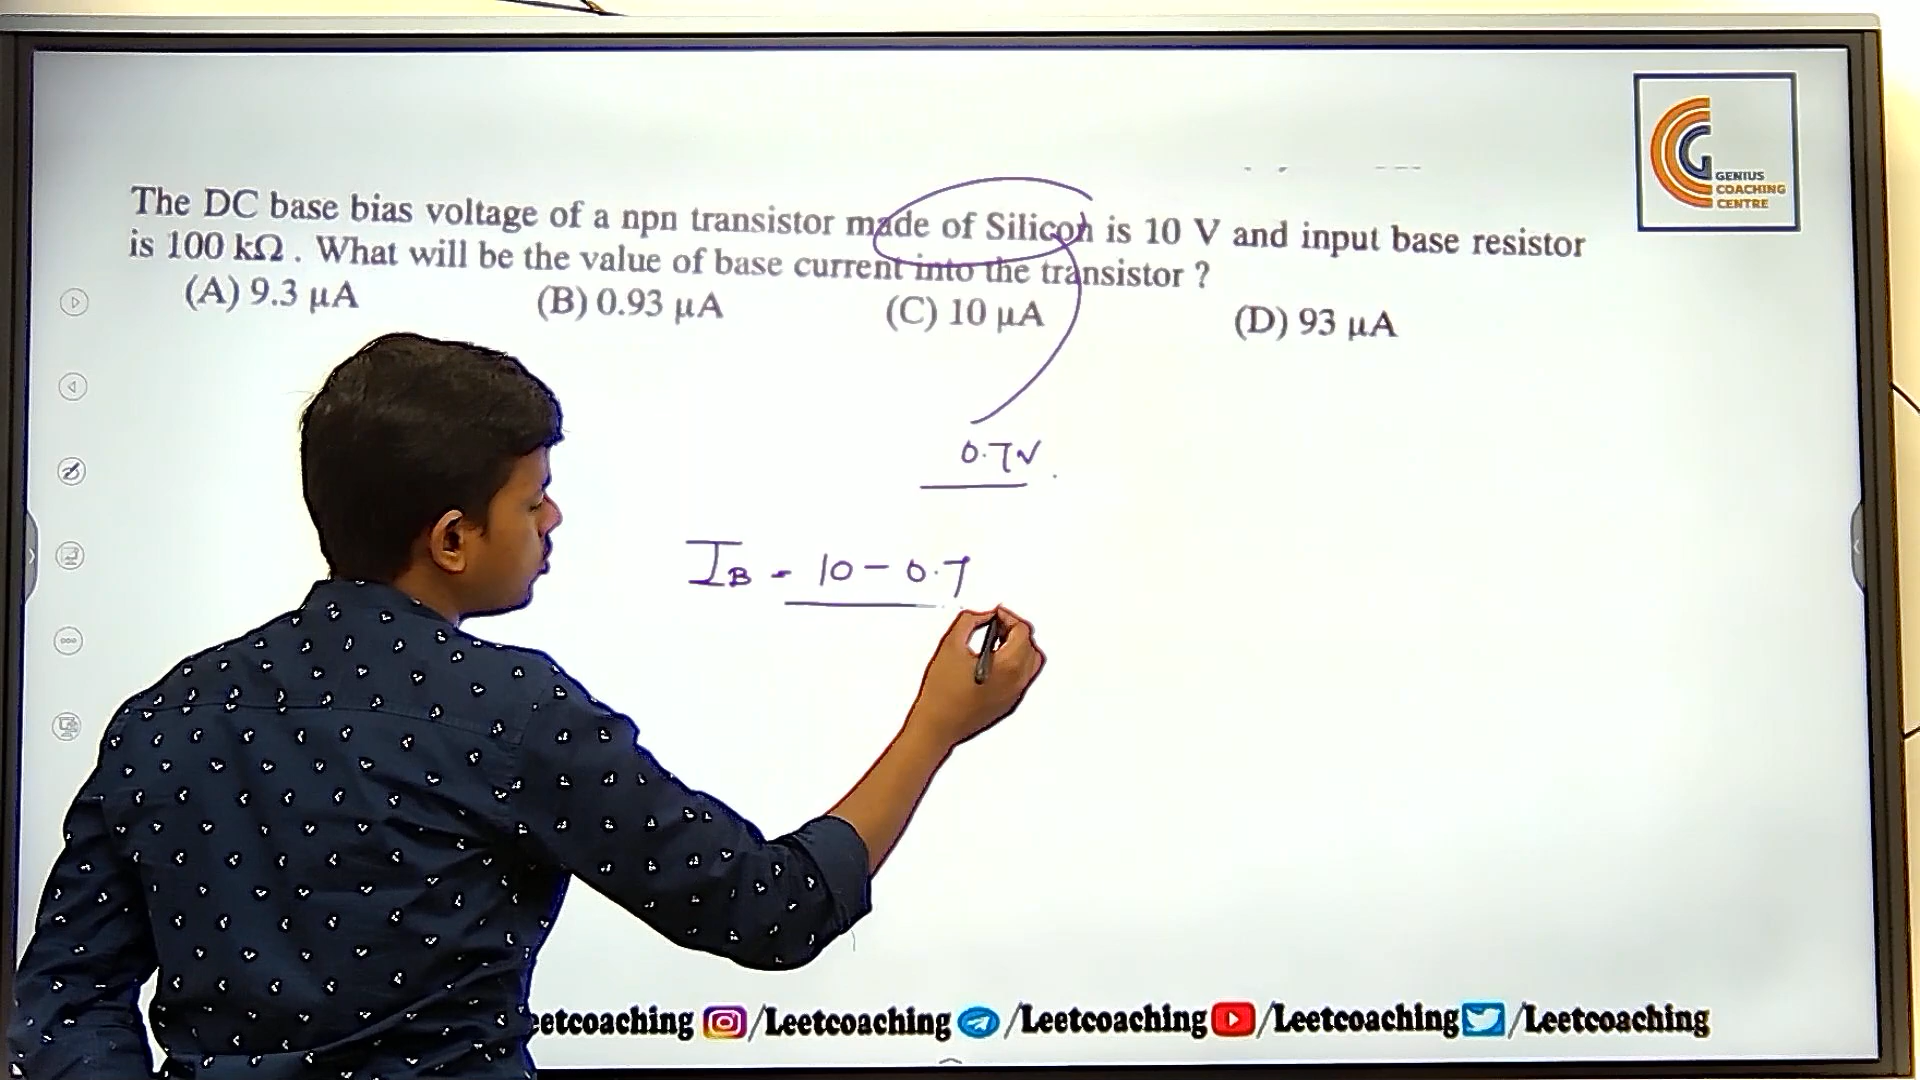 GENIUS
COACHING
CENTRE
The DC base bias voltage of a npn transistor made of Silicon is 10 V and input base resistor
is 100 kΩ . What will be the value of base current into the transistor ?
(A) 9.3 µA (B) 0.93 µA (C) 10 µA (D) 93 µA
0.7V
IB - 10 - 0.7
eetcoaching /Leetcoaching /Leetcoaching /Leetcoaching /Leetcoaching